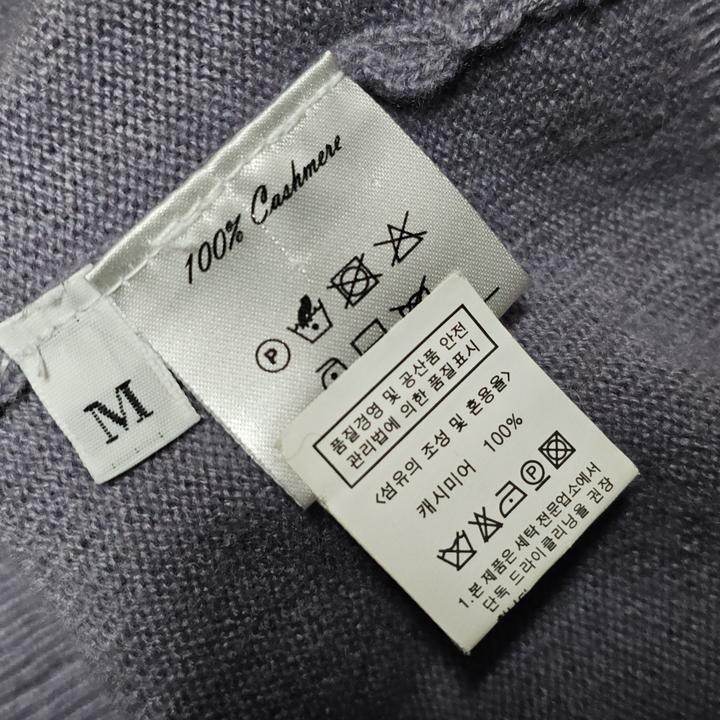 100% Cashmere
P
M
품질경영 및 공산품 안전
관리법에 의한 품질표시
<섬유의 조성 및 혼용율>
캐시미어 100%
P
1.본 제품은 세탁 전문업소에서
단독 드라이클리닝을 권장